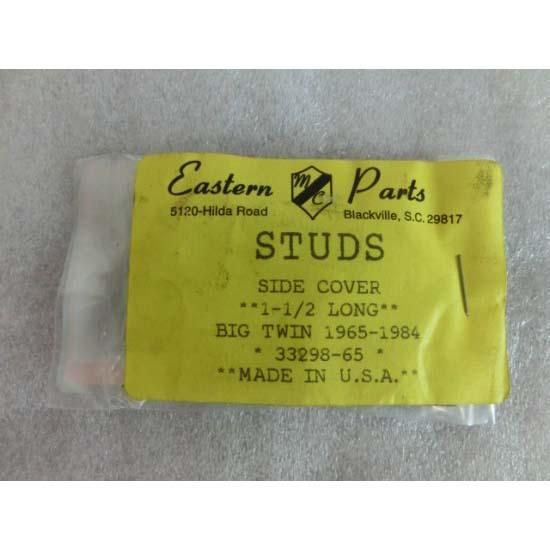 Eastern MC Parts
5120-Hilda Road Blackville, S.C. 29817
STUDS
SIDE COVER
**1-1/2 LONG**
BIG TWIN 1965-1984
* 33298-65 *
**MADE IN U.S.A.**